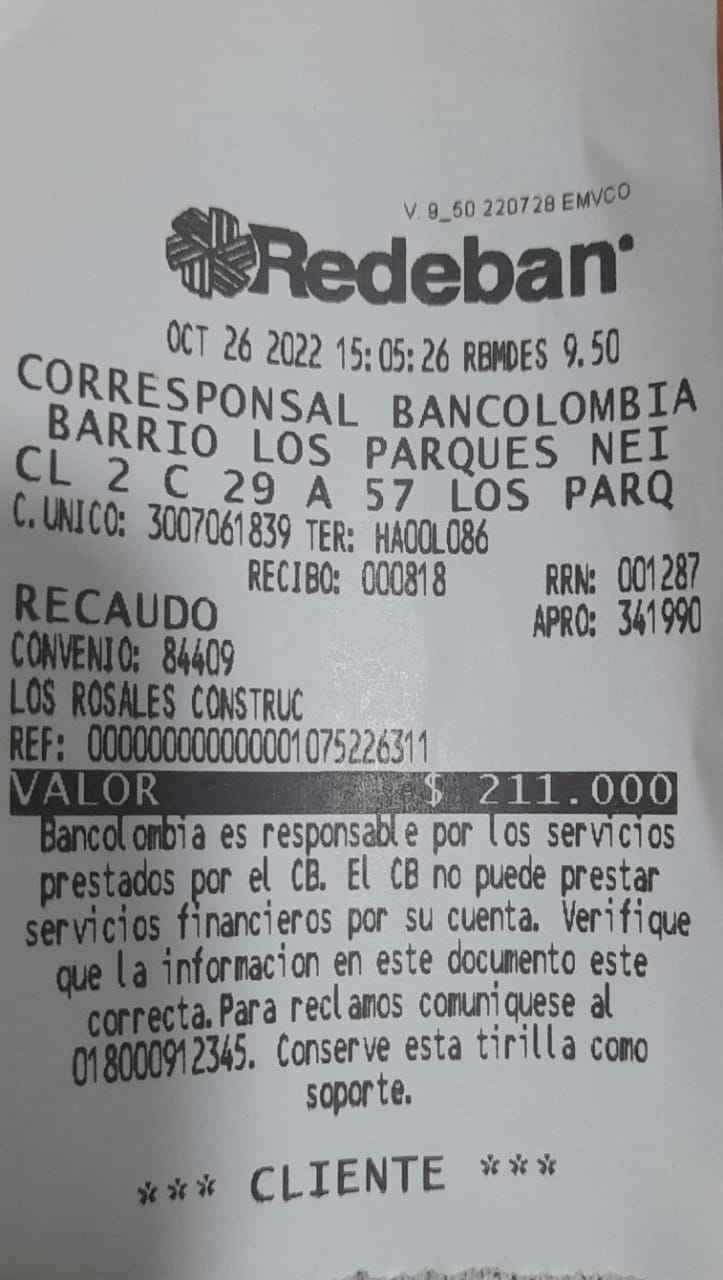 V. 9_50 220728 EMVCO
Redeban
OCT 26 2022 15:05:26 RBMDES 9.50
CORRESPONSAL BANCOLOMBIA
BARRIO LOS PARQUES NEI
CL 2 C 29 A 57 LOS PARQ
C. UNICO: 3007061839 TER: HA00L086
RECIBO: 000818 RRN: 001287
RECAUDO APRO: 341990
CONVENIO: 84409
LOS ROSALES CONSTRUC
REF: 00000000000001075226311
VALOR $ 211.000
Bancolombia es responsable por los servicios
prestados por el CB. El CB no puede prestar
servicios financieros por su cuenta. Verifique
que la informacion en este documento este
correcta. Para reclamos comuniquese al
018000912345. Conserve esta tirilla como
soporte.
*** CLIENTE ***